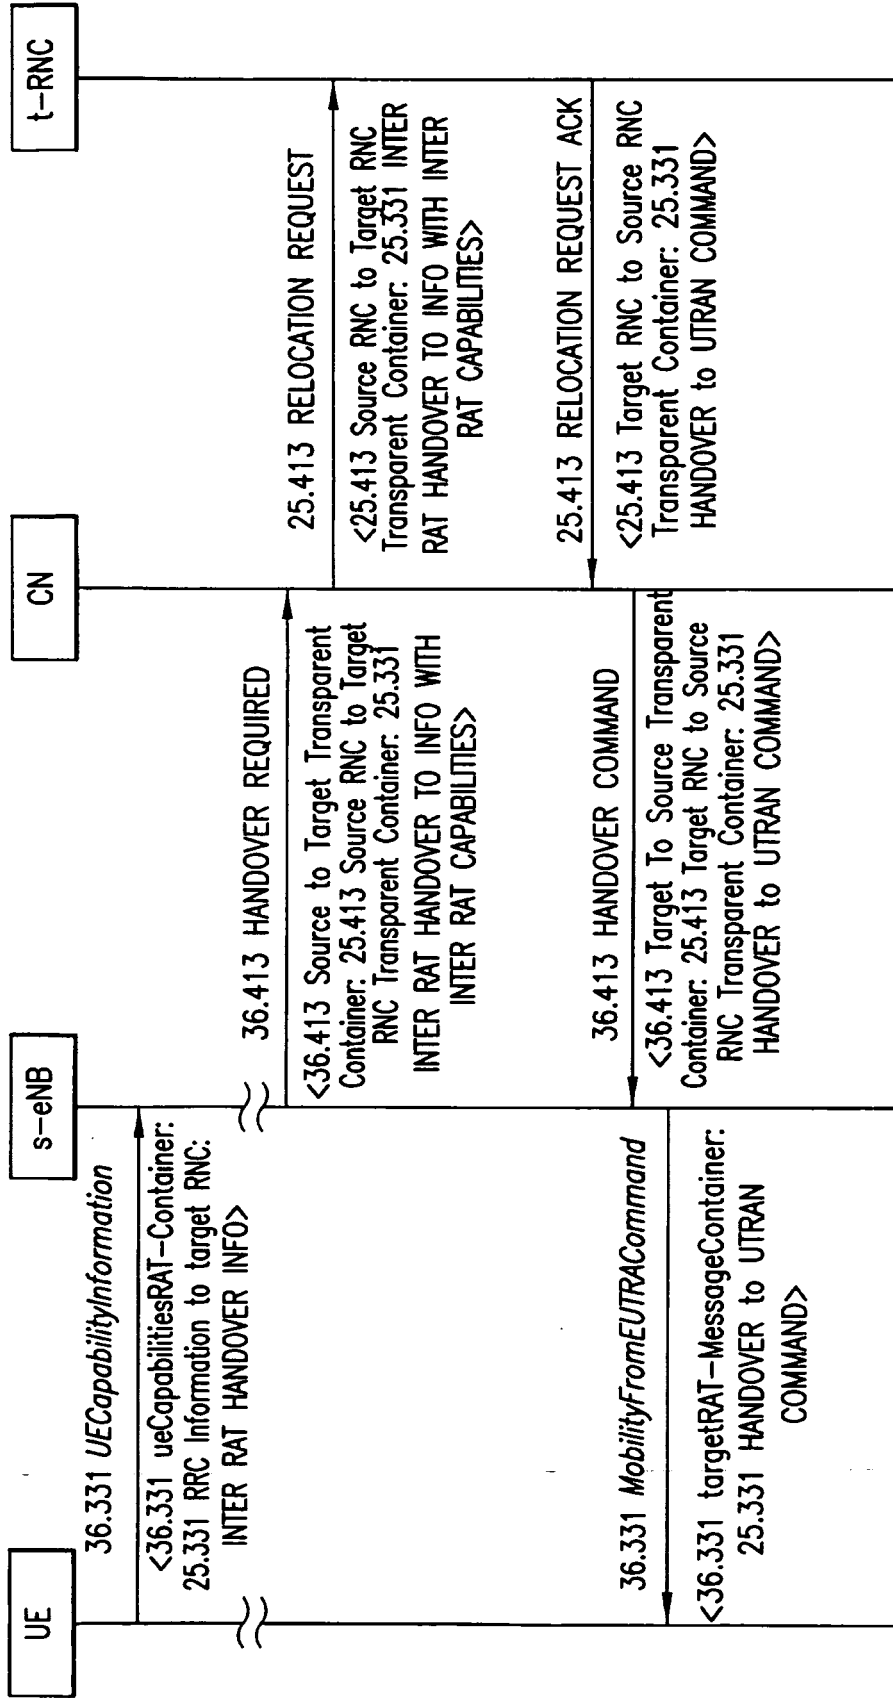 UE
s-eNB
CN
t-RNC
36.331 UECapabilityInformation
<36.331 ueCapabilitiesRAT-Container:
25.331 RRC Information to target RNC:
INTER RAT HANDOVER INFO>
36.413 HANDOVER REQUIRED
<36.413 Source to Target Transparent
Container: 25.413 Source RNC to Target
RNC Transparent Container: 25.331
INTER RAT HANDOVER TO INFO WITH
INTER RAT CAPABILITIES>
25.413 RELOCATION REQUEST
<25.413 Source RNC to Target RNC
Transparent Container: 25.331 INTER
RAT HANDOVER TO INFO WITH INTER
RAT CAPABILITIES>
25.413 RELOCATION REQUEST ACK
<25.413 Target RNC to Source RNC
Transparent Container: 25.331
HANDOVER to UTRAN COMMAND>
36.413 HANDOVER COMMAND
<36.413 Target To Source Transparent
Container: 25.413 Target RNC to Source
RNC Transparent Container: 25.331
HANDOVER to UTRAN COMMAND>
36.331 MobilityFromEUTRACommand
<36.331 targetRAT-MessageContainer:
25.331 HANDOVER to UTRAN
COMMAND>